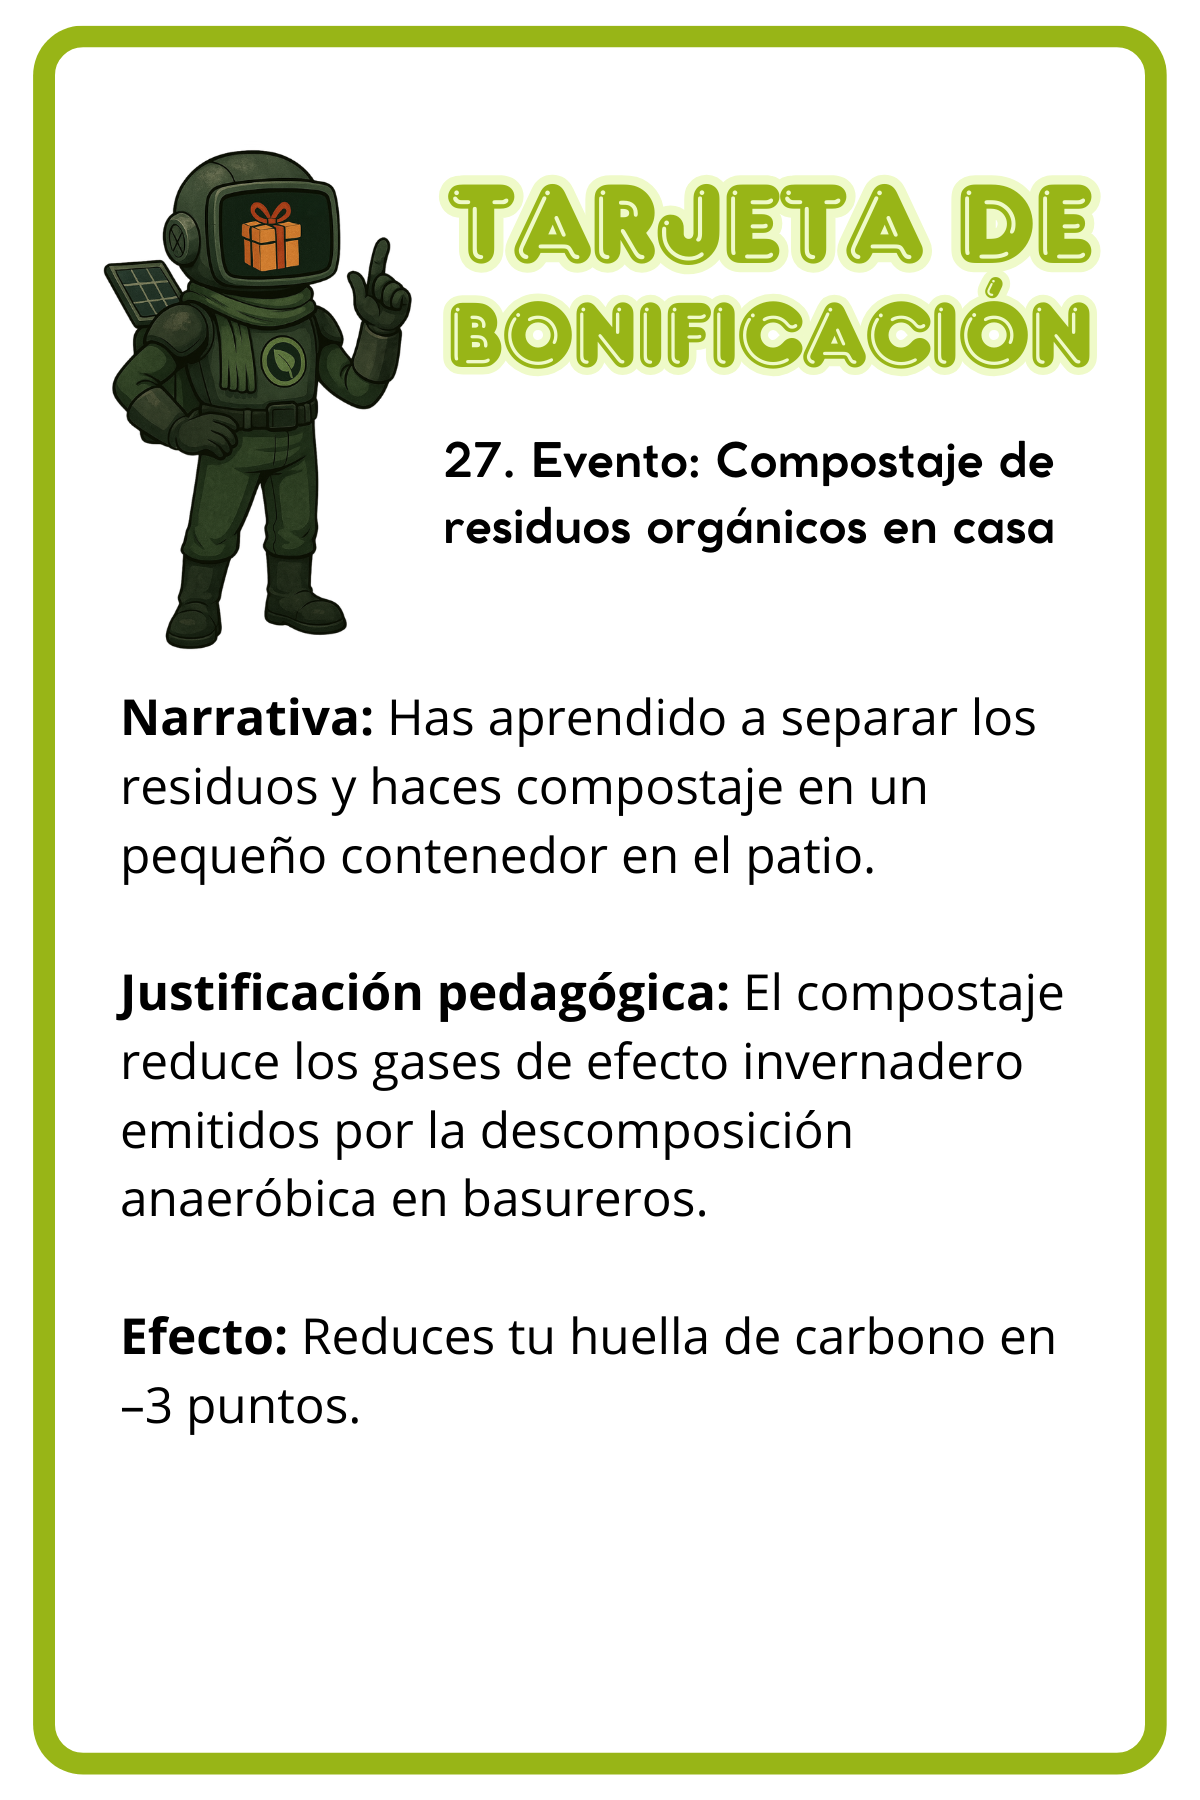 TARJETA DE
BONIFICACIÓN
27. Evento: Compostaje de
residuos orgánicos en casa
Narrativa: Has aprendido a separar los
residuos y haces compostaje en un
pequeño contenedor en el patio.
Justificación pedagógica: El compostaje
reduce los gases de efecto invernadero
emitidos por la descomposición
anaeróbica en basureros.
Efecto: Reduces tu huella de carbono en
–3 puntos.